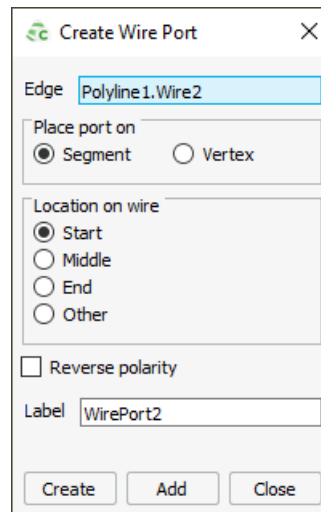 Create Wire Port
Edge Polyline1.Wire2
Place port on
Segment Vertex
Location on wire
Start
Middle
End
Other
Reverse polarity
Label WirePort2
Create Add Close